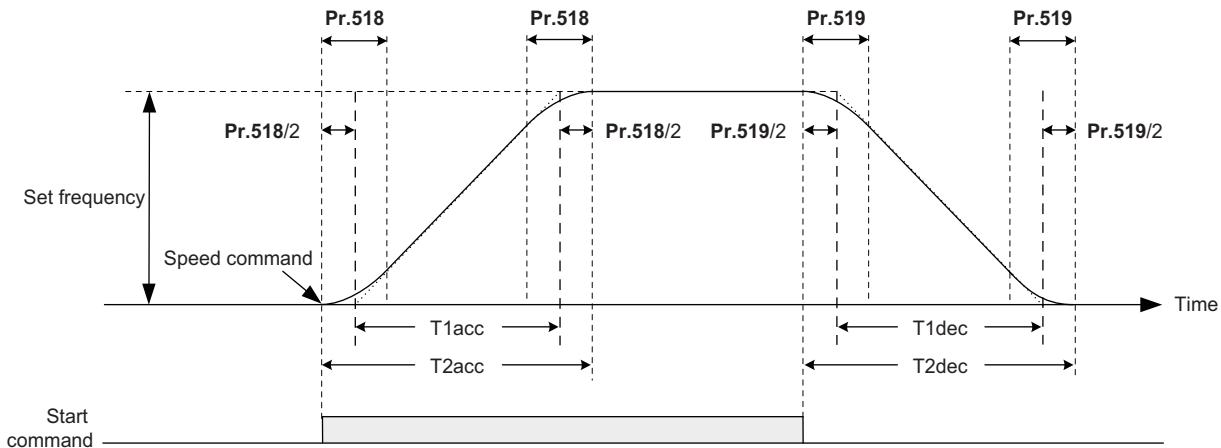 Pr.518
Pr.518
Pr.519
Pr.519
Pr.518/2
Pr.518/2
Pr.519/2
Pr.519/2
Set frequency
Speed command
Time
T1acc
T1dec
T2acc
T2dec
Start
command